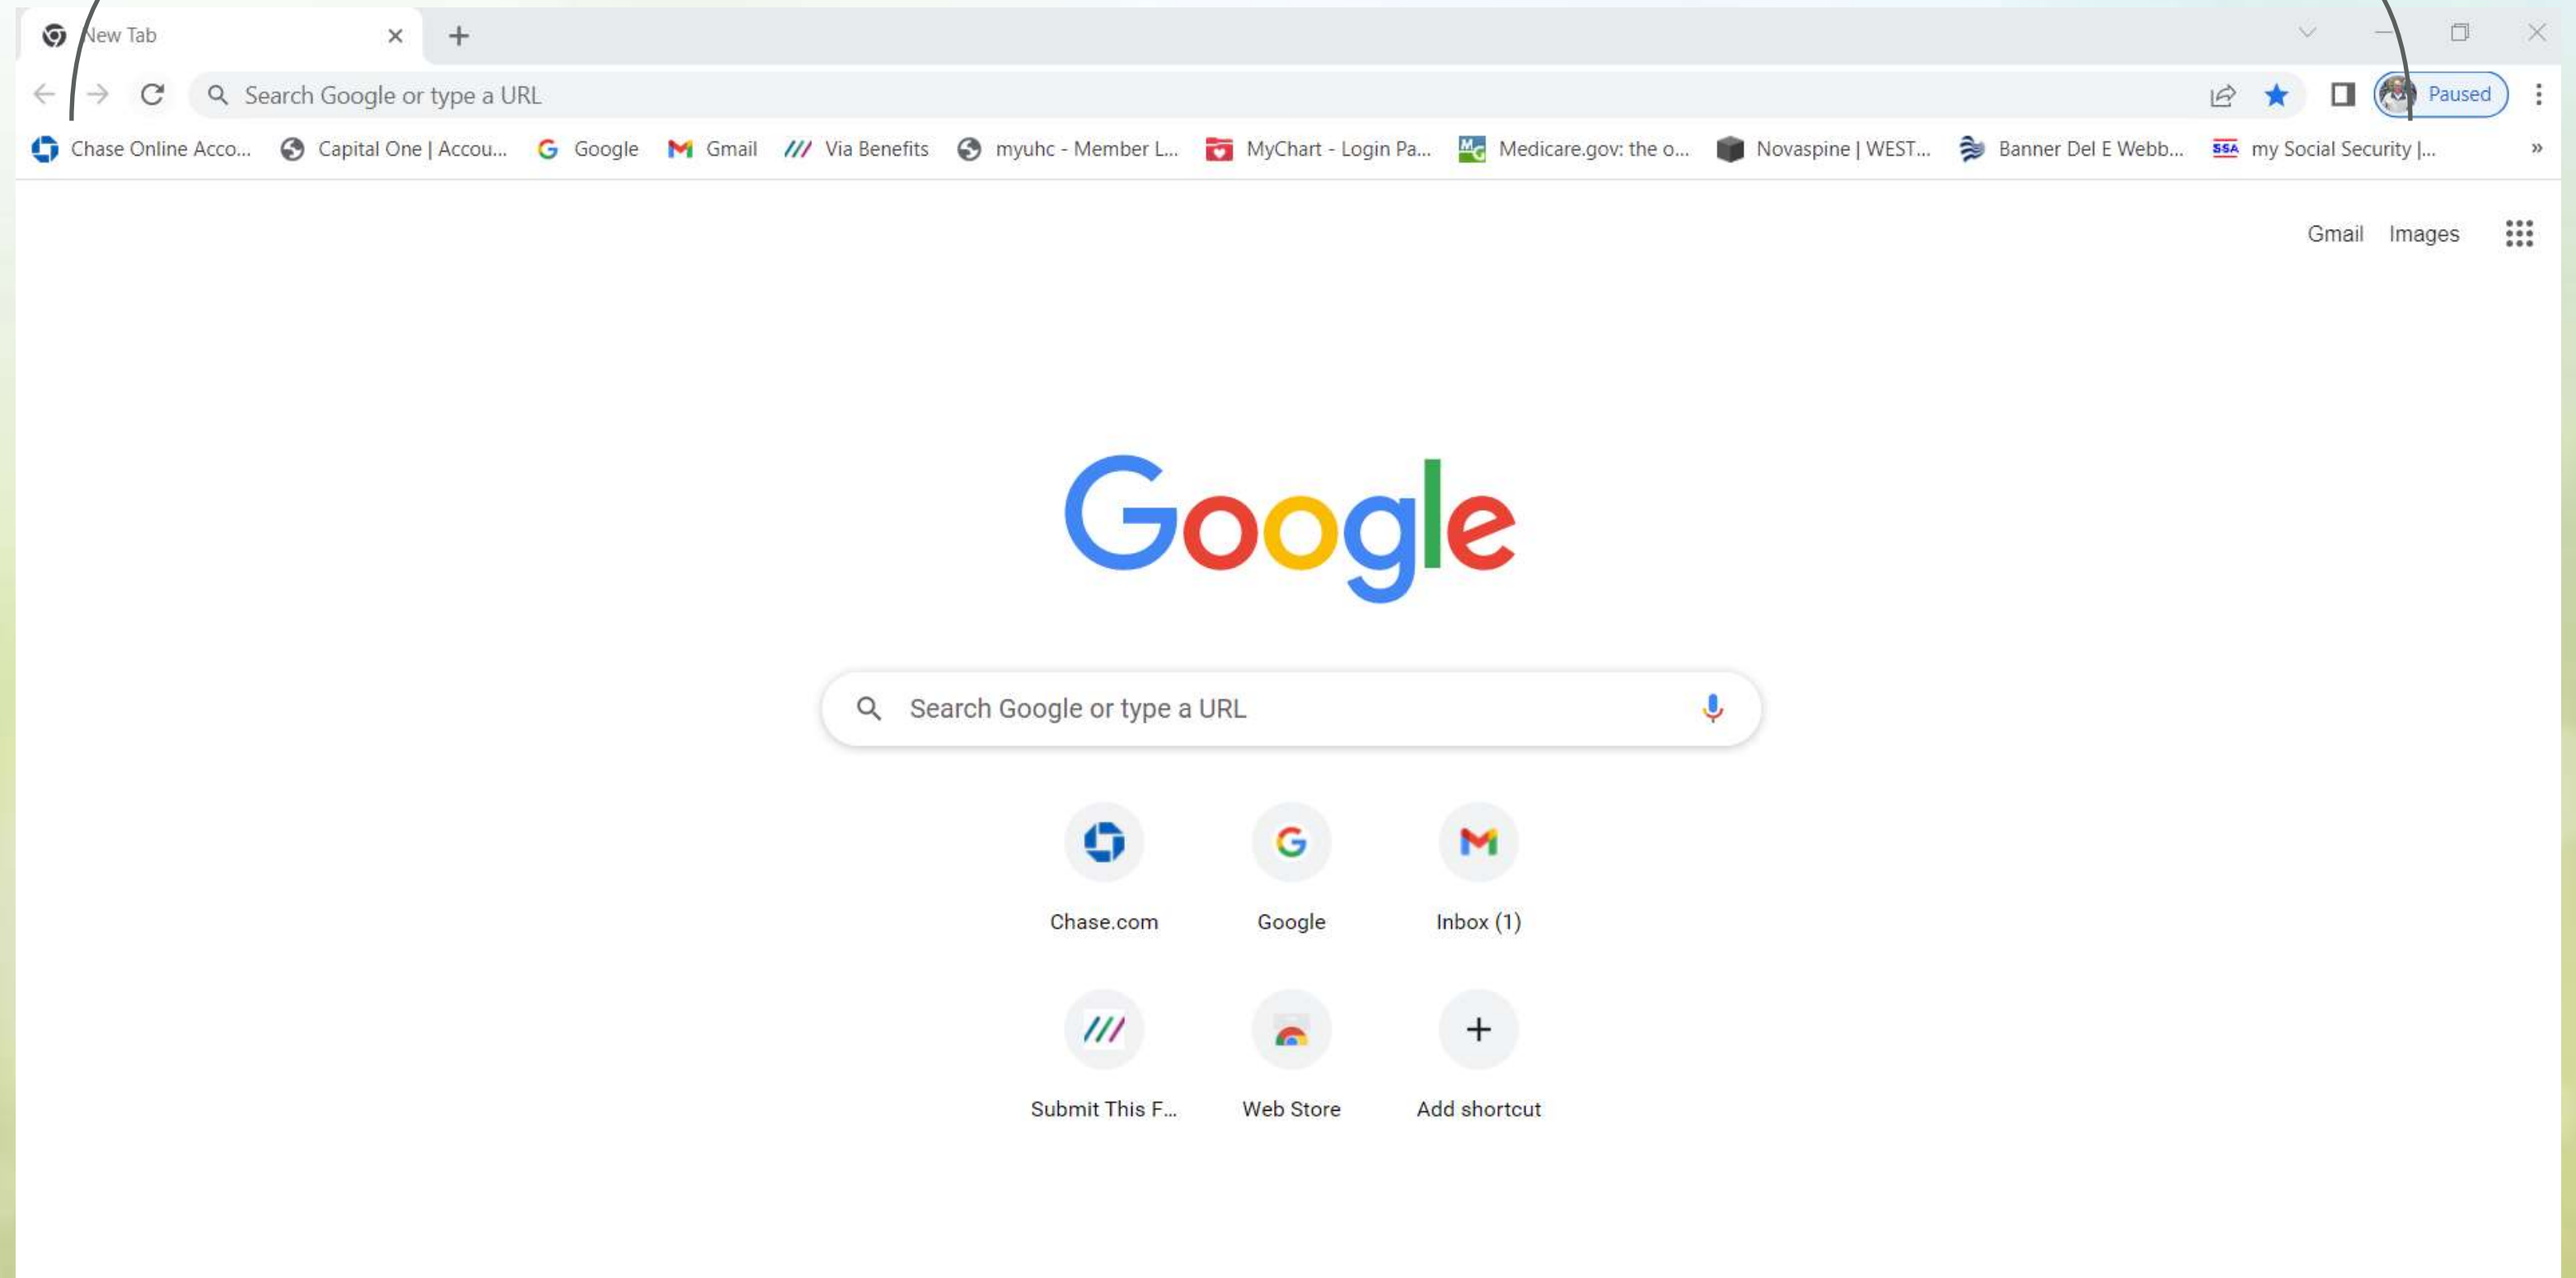 New Tab
Search Google or type a URL
Paused
Chase Online Acco... Capital One | Accou... Google Gmail Via Benefits myuhc - Member L... MyChart - Login Pa... Medicare.gov: the o... Novaspine | WEST... Banner Del E Webb... SSA my Social Security |... »
Gmail Images
Google
Search Google or type a URL
Chase.com Google Inbox (1)
Submit This F... Web Store Add shortcut